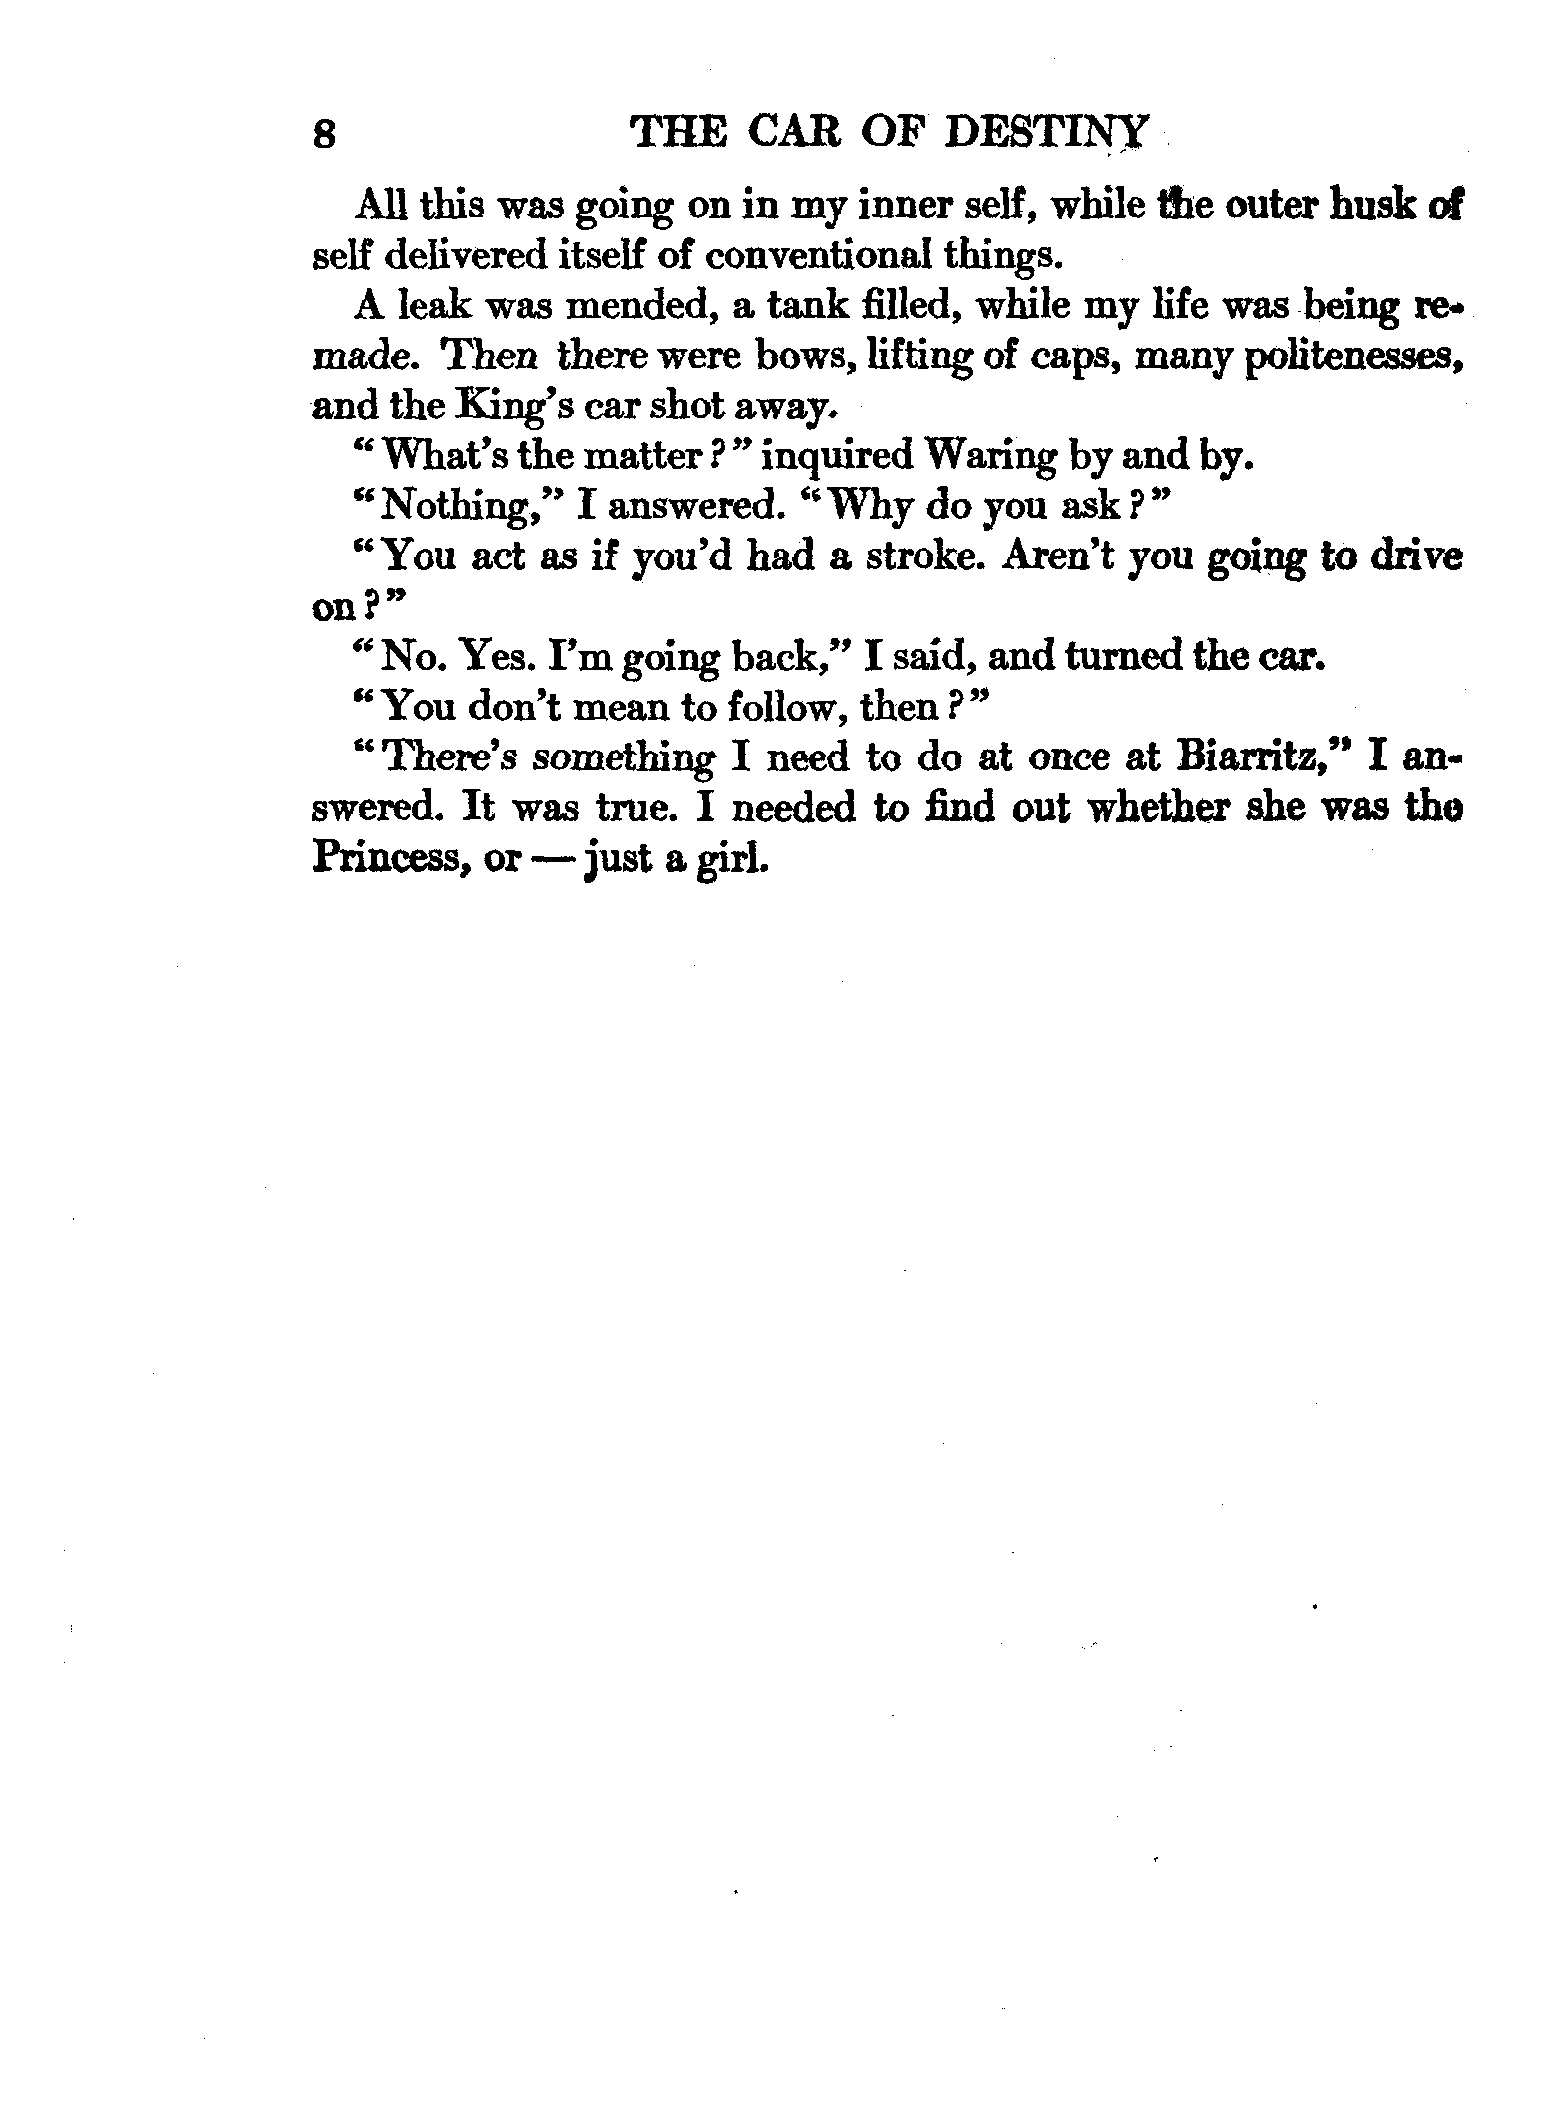 8 THE CAR OF DESTINY
All this was going on in my inner self, while the outer husk of
self delivered itself of conventional things.
A leak was mended, a tank filled, while my life was being re-
made. Then there were bows, lifting of caps, many politenesses,
and the King's car shot away.
"What's the matter?" inquired Waring by and by.
"Nothing," I answered. "Why do you ask?"
"You act as if you'd had a stroke. Aren't you going to drive
on?"
"No. Yes. I'm going back," I said, and turned the car.
"You don't mean to follow, then?"
"There's something I need to do at once at Biarritz," I an-
swered. It was true. I needed to find out whether she was the
Princess, or — just a girl.